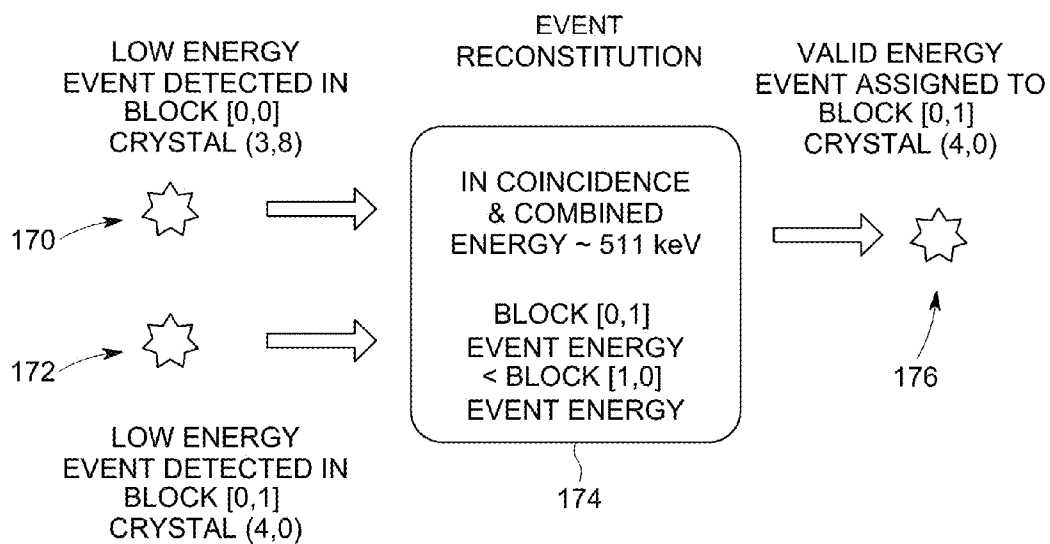 LOW ENERGY
EVENT DETECTED IN
BLOCK [0,0]
CRYSTAL (3,8)
170
172
LOW ENERGY
EVENT DETECTED IN
BLOCK [0,1]
CRYSTAL (4,0)
EVENT
RECONSTITUTION
IN COINCIDENCE
& COMBINED
ENERGY ~ 511 keV
BLOCK [0,1]
EVENT ENERGY
< BLOCK [1,0]
EVENT ENERGY
174
VALID ENERGY
EVENT ASSIGNED TO
BLOCK [0,1]
CRYSTAL (4,0)
176